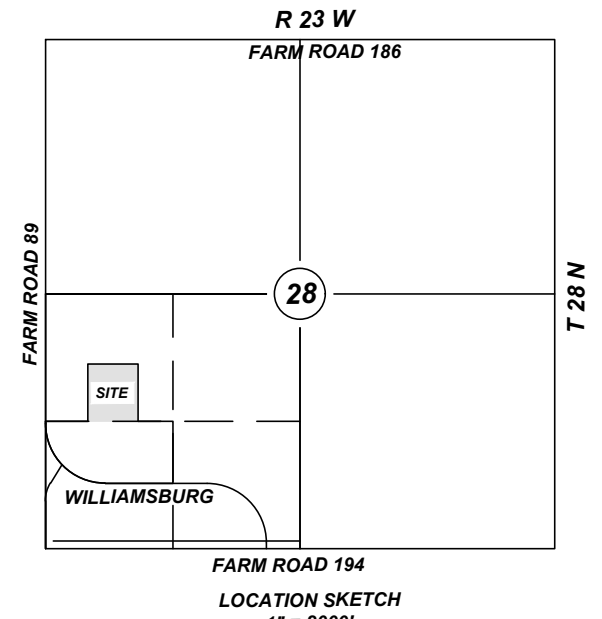 R 23 W
FARM ROAD 186
FARM ROAD 89
28
T 28 N
SITE
WILLIAMSBURG
FARM ROAD 194
LOCATION SKETCH